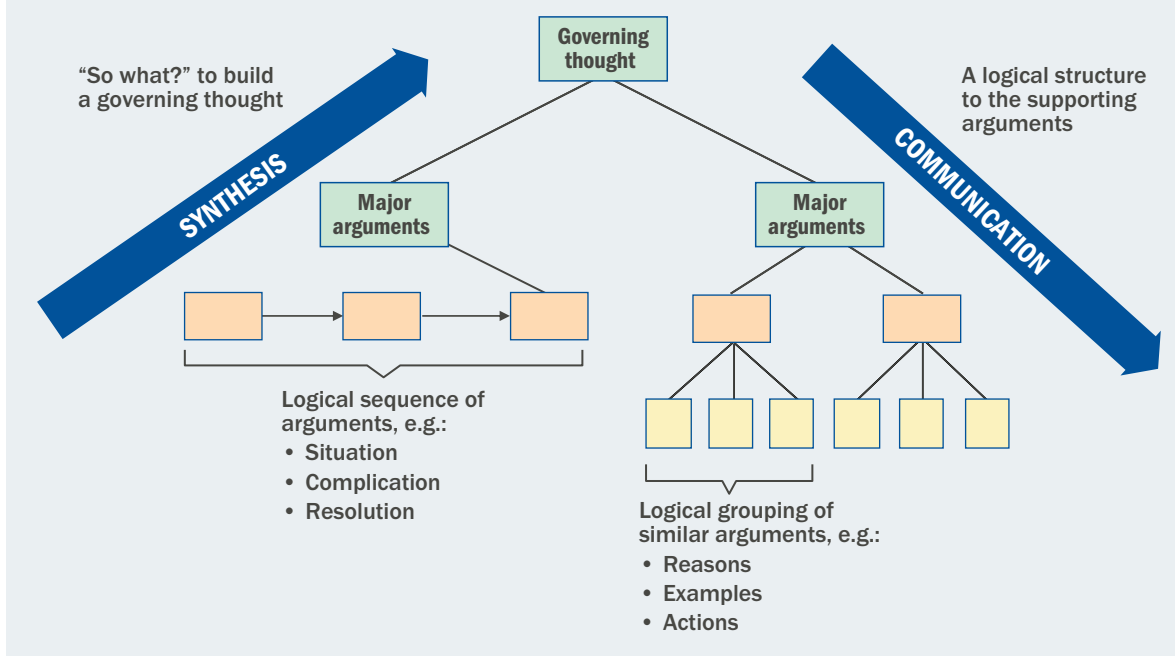 Governing
thought
“So what?” to build
a governing thought
A logical structure
to the supporting
arguments
SYNTHESIS
COMMUNICATION
Major
arguments
Major
arguments
Logical sequence of
arguments, e.g.:
• Situation
• Complication
• Resolution
Logical grouping of
similar arguments, e.g.:
• Reasons
• Examples
• Actions